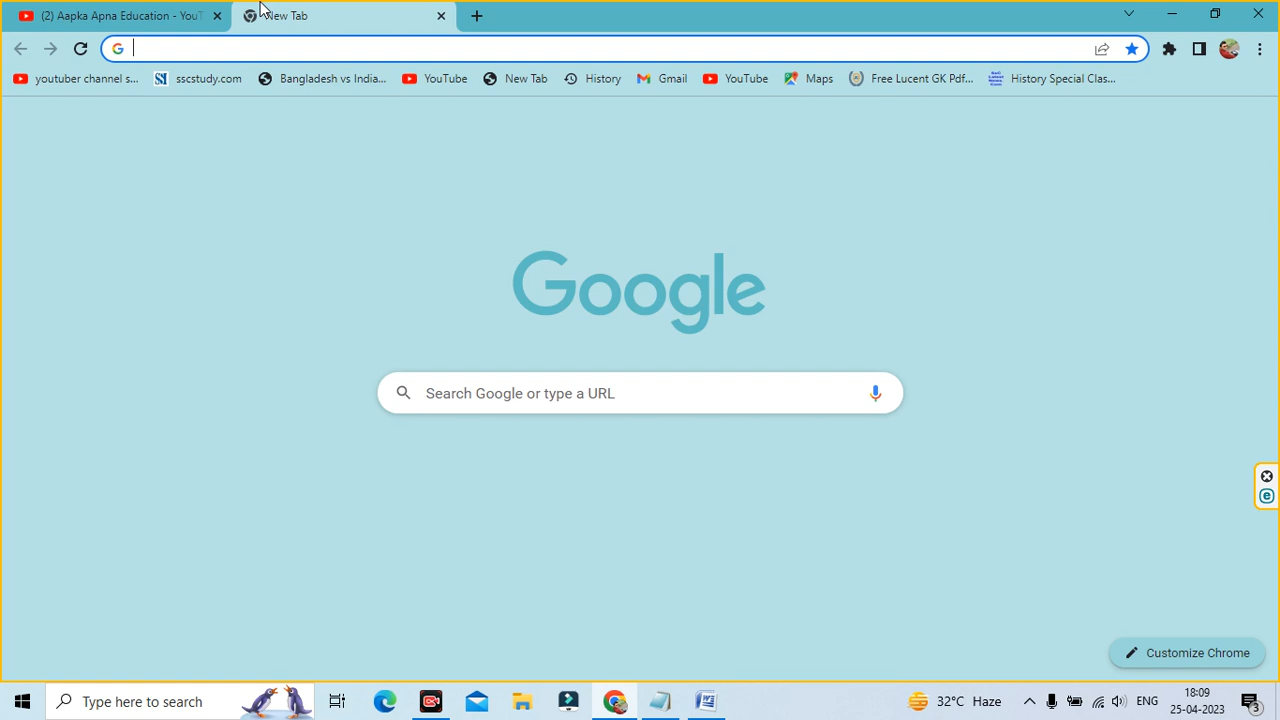 (2) Aapka Apna Education - YouT
New Tab
youtuber channel s...
sscstudy.com
Bangladesh vs India...
YouTube
New Tab
History
Gmail
YouTube
Maps
Free Lucent GK Pdf...
History Special Clas...
Google
Search Google or type a URL
Customize Chrome
Type here to search
32°C Haze
ENG
18:09
25-04-2023
3